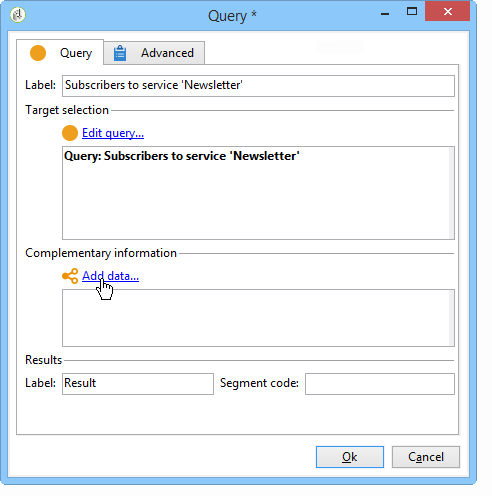 Query *
Query Advanced
Label: Subscribers to service 'Newsletter'
Target selection
Edit query...
Query: Subscribers to service 'Newsletter'
Complementary information
Add data...
Results
Label: Result Segment code:
Ok Cancel